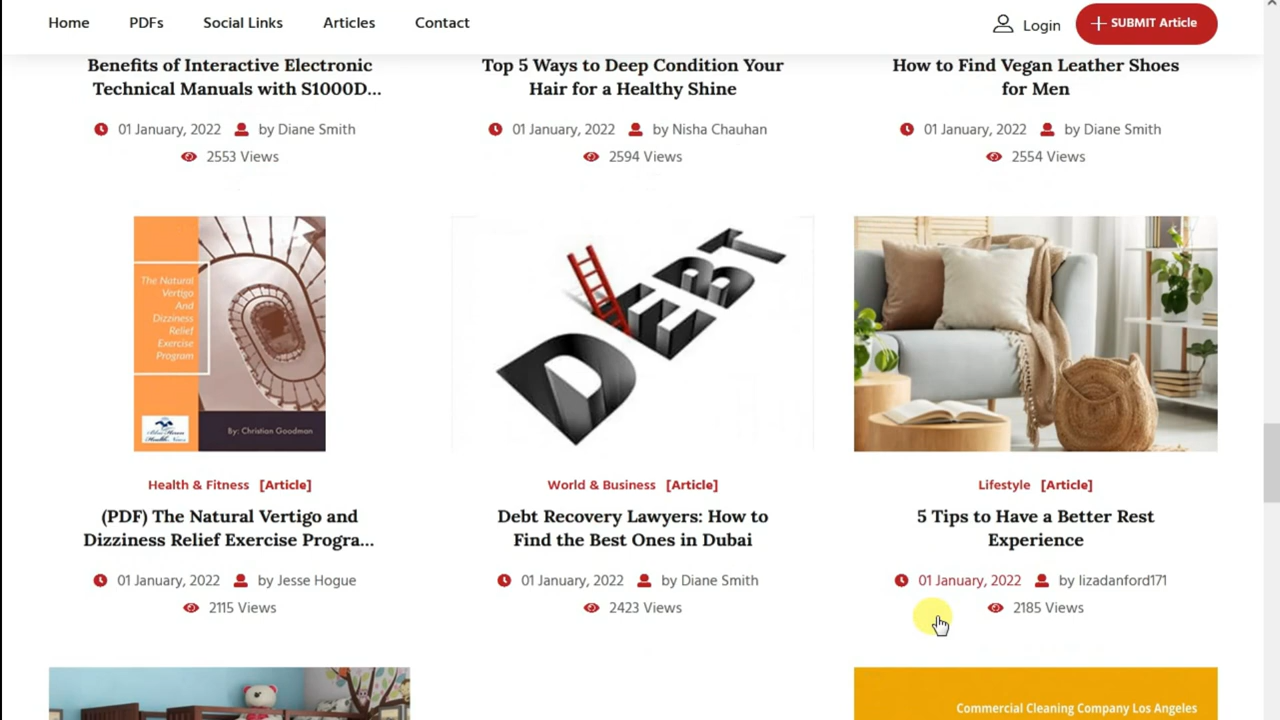 Home PDFs Social Links Articles Contact Login SUBMIT Article
Benefits of Interactive Electronic
Technical Manuals with S1000D...
01 January, 2022 by Diane Smith
2553 Views
Top 5 Ways to Deep Condition Your
Hair for a Healthy Shine
01 January, 2022 by Nisha Chauhan
2594 Views
How to Find Vegan Leather Shoes
for Men
01 January, 2022 by Diane Smith
2554 Views
The Natural
Vertigo
And
Dizziness
Relief
Exercise
Program
By: Christian Goodman
Health & Fitness [Article]
(PDF) The Natural Vertigo and
Dizziness Relief Exercise Progra...
01 January, 2022 by Jesse Hogue
2115 Views
DEBT
World & Business [Article]
Debt Recovery Lawyers: How to
Find the Best Ones in Dubai
01 January, 2022 by Diane Smith
2423 Views
Lifestyle [Article]
5 Tips to Have a Better Rest
Experience
01 January, 2022 by lizadanford171
2185 Views
Commercial Cleaning Company Los Angeles